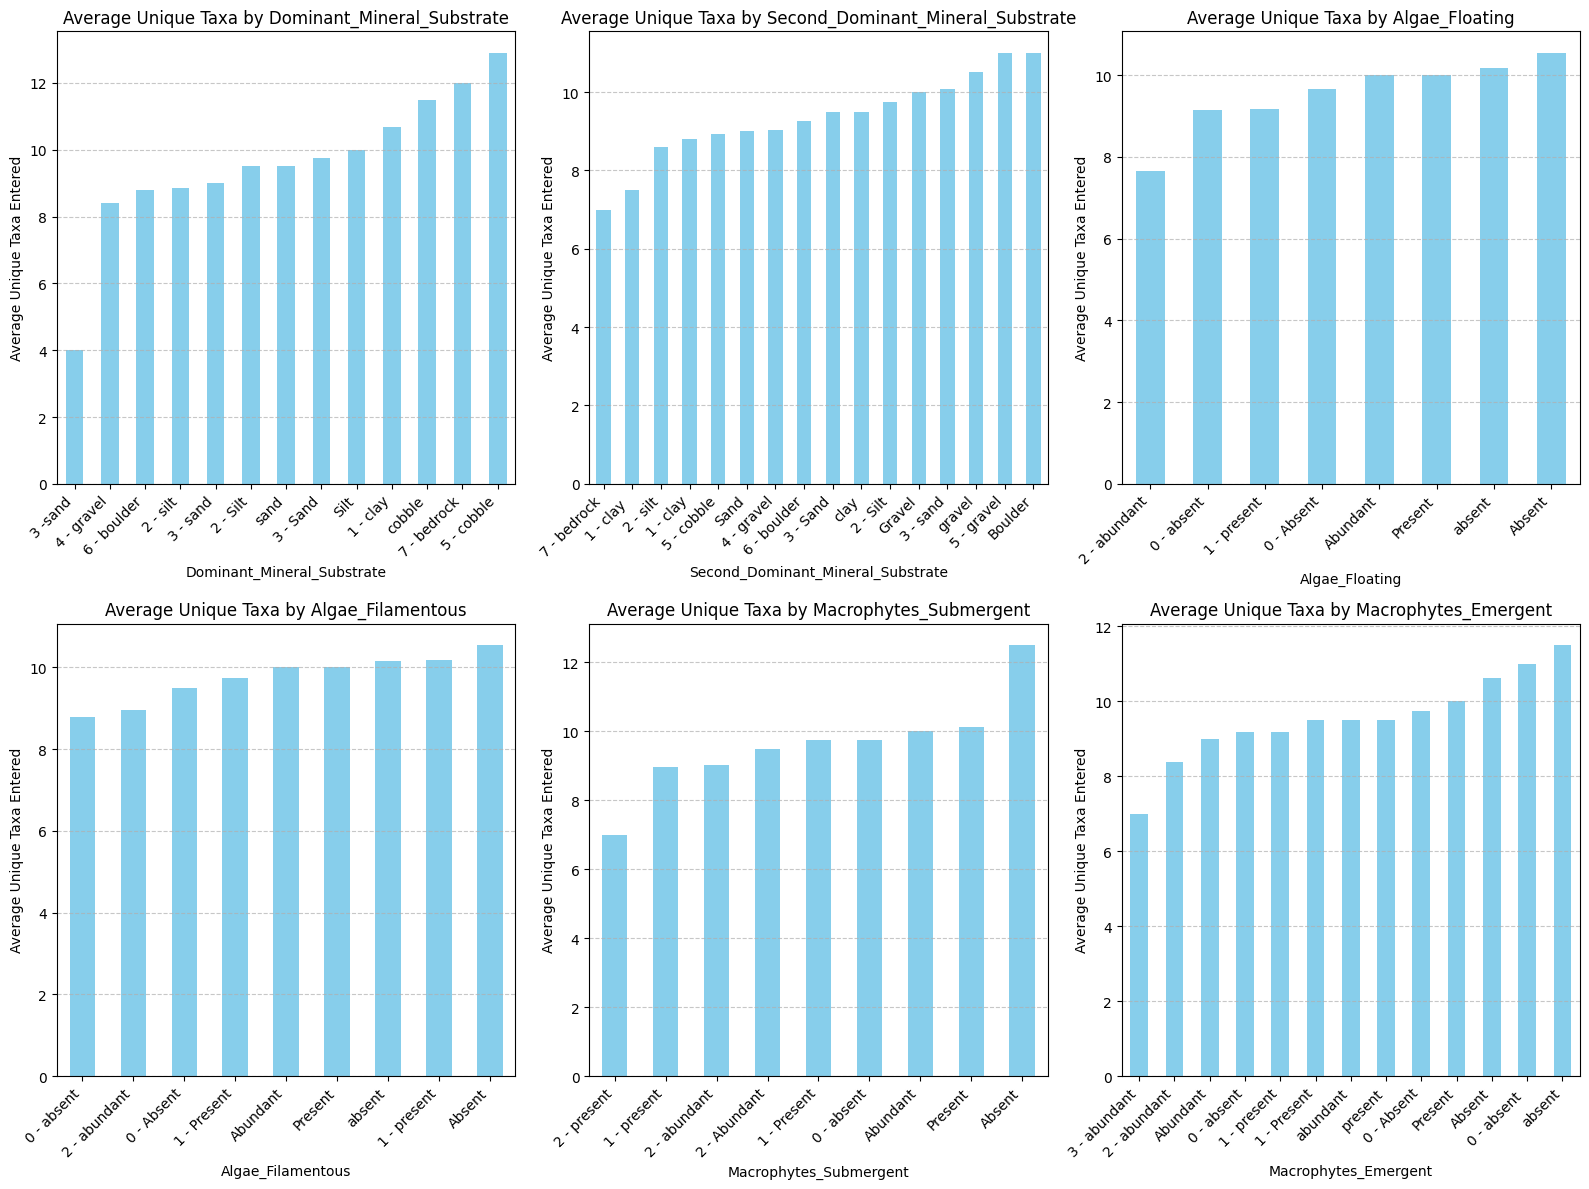 Average Unique Taxa by Dominant_Mineral_Substrate
Average Unique Taxa Entered
12
10
8
6
4
2
0
3 -sand
4 - gravel
6 - boulder
2 - silt
3 - sand
2 - Silt
sand
3 - Sand
Silt
1 - clay
cobble
7 - bedrock
5 - cobble
Dominant_Mineral_Substrate
Average Unique Taxa by Second_Dominant_Mineral_Substrate
Average Unique Taxa Entered
10
8
6
4
2
0
7 - bedrock
1 - clay
2 - silt
1 - clay
5 - cobble
Sand
4 - gravel
6 - boulder
3 - Sand
clay
2 - Silt
Gravel
3 - sand
gravel
5 - gravel
Boulder
Second_Dominant_Mineral_Substrate
Average Unique Taxa by Algae_Floating
Average Unique Taxa Entered
10
8
6
4
2
0
2 - abundant
0 - absent
1 - present
0 - Absent
Abundant
Present
absent
Absent
Algae_Floating
Average Unique Taxa by Algae_Filamentous
Average Unique Taxa Entered
10
8
6
4
2
0
0 - absent
2 - abundant
0 - Absent
1 - Present
Abundant
Present
absent
1 - present
Absent
Algae_Filamentous
Average Unique Taxa by Macrophytes_Submergent
Average Unique Taxa Entered
12
10
8
6
4
2
0
2 - present
1 - present
2 - abundant
2 - Abundant
1 - Present
0 - absent
Abundant
Present
Absent
Macrophytes_Submergent
Average Unique Taxa by Macrophytes_Emergent
Average Unique Taxa Entered
12
10
8
6
4
2
0
3 - abundant
2 - abundant
Abundant
0 - absent
1 - present
1 - Present
abundant
present
0 - Absent
Present
Absent
0 - absent
absent
Macrophytes_Emergent